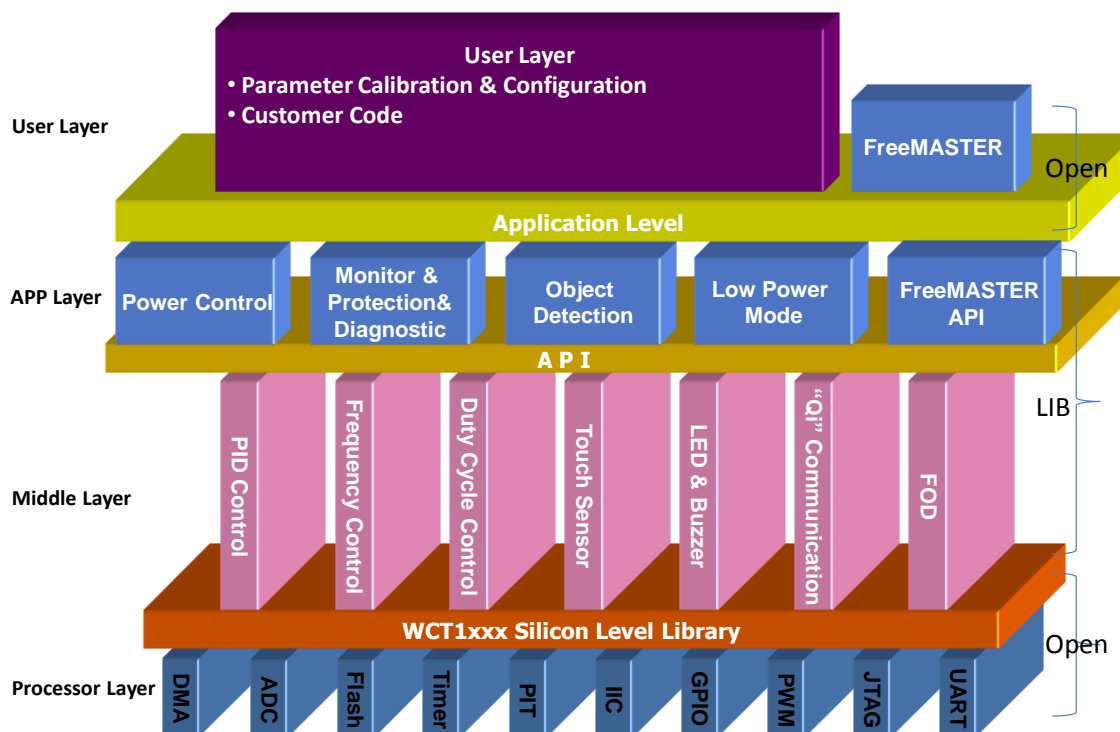 User Layer
• Parameter Calibration & Configuration
• Customer Code
User Layer
FreeMASTER
Open
Application Level
APP Layer
Power Control
Monitor &
Protection&
Diagnostic
Object
Detection
Low Power
Mode
FreeMASTER
API
A P I
LIB
Middle Layer
PID Control
Frequency Control
Duty Cycle Control
Touch Sensor
LED & Buzzer
“Qi” Communication
FOD
WCT1xxx Silicon Level Library
Open
Processor Layer
DMA
ADC
Flash
Timer
PIT
IIC
GPIO
PWM
JTAG
UART